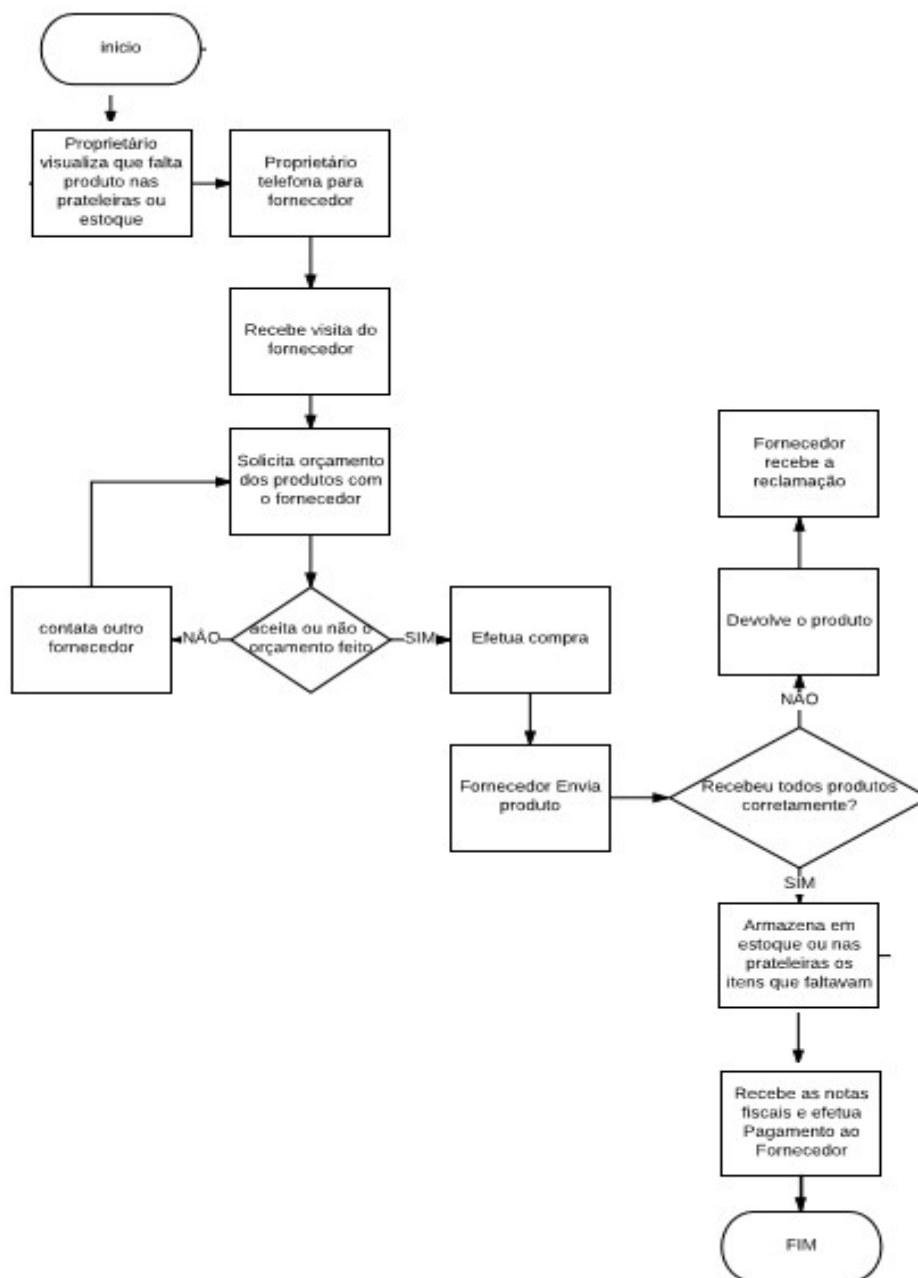 inicio
Proprietário
visualiza que falta
produto nas
prateleiras ou
estoque
Proprietário
telefona para
fornecedor
Recebe visita do
fornecedor
Solicita orçamento
dos produtos com
o fornecedor
aceita ou não o
orçamento feito
NÃO
contata outro
fornecedor
SIM
Efetua compra
Fornecedor Envia
produto
Recebeu todos produtos
corretamente?
NÃO
Devolve o produto
Fornecedor
recebe a
reclamação
SIM
Armazena em
estoque ou nas
prateleiras os
itens que faltavam
Recebe as notas
fiscais e efetua
Pagamento ao
Fornecedor
FIM